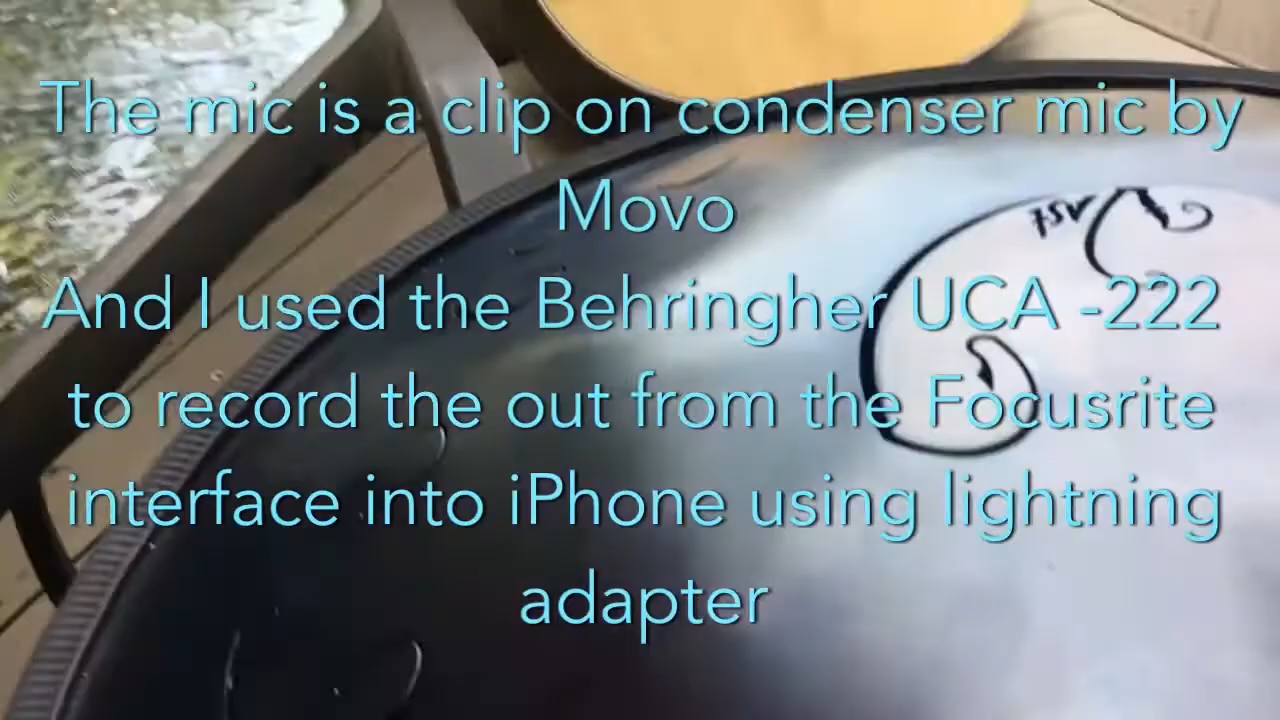 The mic is a clip on condenser mic by
Movo
And I used the Behringher UCA -222
to record the out from the Focusrite
interface into iPhone using lightning
adapter